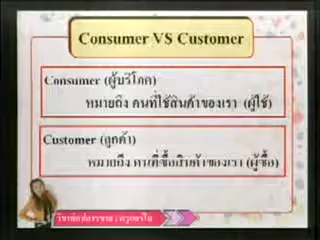 Consumer VS Customer
Consumer (ผู้บริโภค)
หมายถึง คนที่ใช้สินค้าของเรา (ผู้ใช้)
Customer (ลูกค้า)
หมายถึง คนที่ซื้อสินค้าของเรา (ผู้ซื้อ)